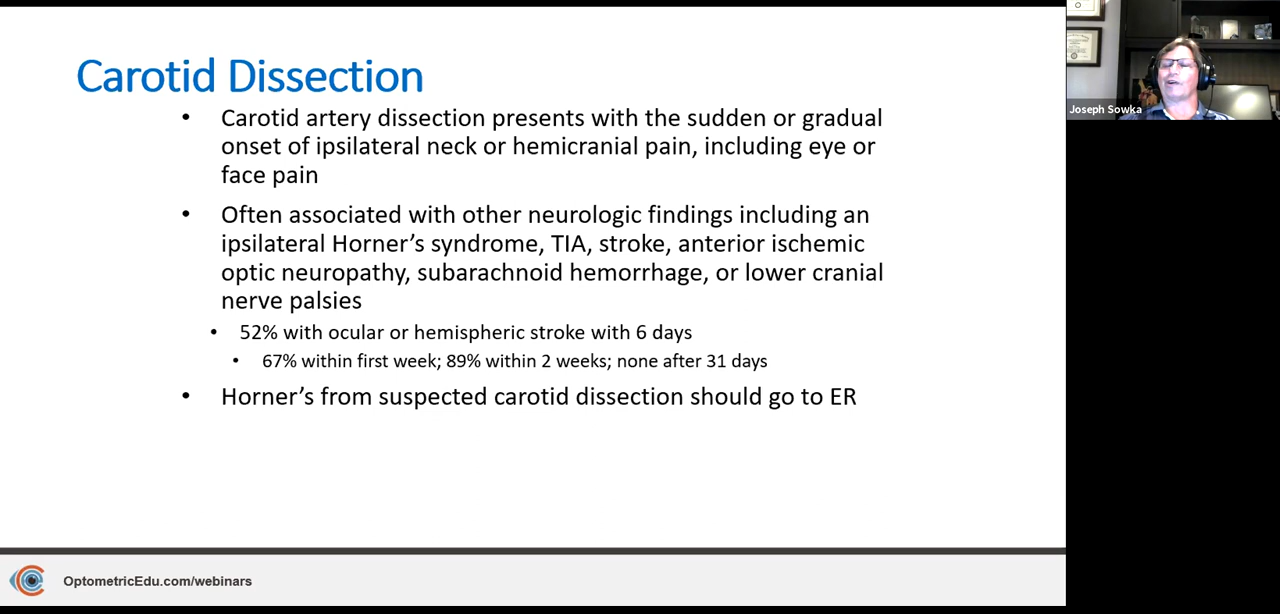 Carotid Dissection
• Carotid artery dissection presents with the sudden or gradual
onset of ipsilateral neck or hemicranial pain, including eye or
face pain
• Often associated with other neurologic findings including an
ipsilateral Horner’s syndrome, TIA, stroke, anterior ischemic
optic neuropathy, subarachnoid hemorrhage, or lower cranial
nerve palsies
• 52% with ocular or hemispheric stroke with 6 days
• 67% within first week; 89% within 2 weeks; none after 31 days
• Horner’s from suspected carotid dissection should go to ER
OptometricEdu.com/webinars
Joseph Sowka